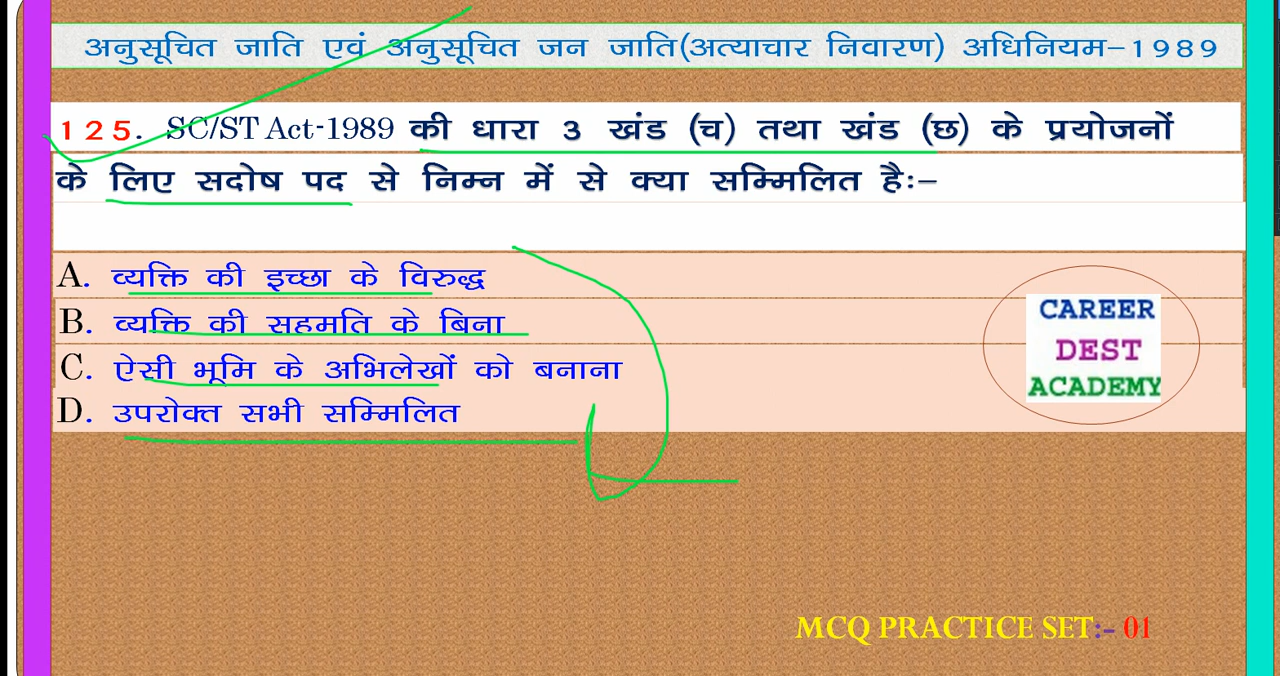 अनुसूचित जाति एवं अनुसूचित जन जाति(अत्याचार निवारण) अधिनियम–1989
125. SC/ST Act-1989 की धारा 3 खंड (च) तथा खंड (छ) के प्रयोजनों
के लिए सदोष पद से निम्न में से क्या सम्मिलित है:–
A. व्यक्ति की इच्छा के विरुद्ध
B. व्यक्ति की सहमति के बिना
C. ऐसी भूमि के अभिलेखों को बनाना
D. उपरोक्त सभी सम्मिलित
CAREER
DEST
ACADEMY
MCQ PRACTICE SET:- 01